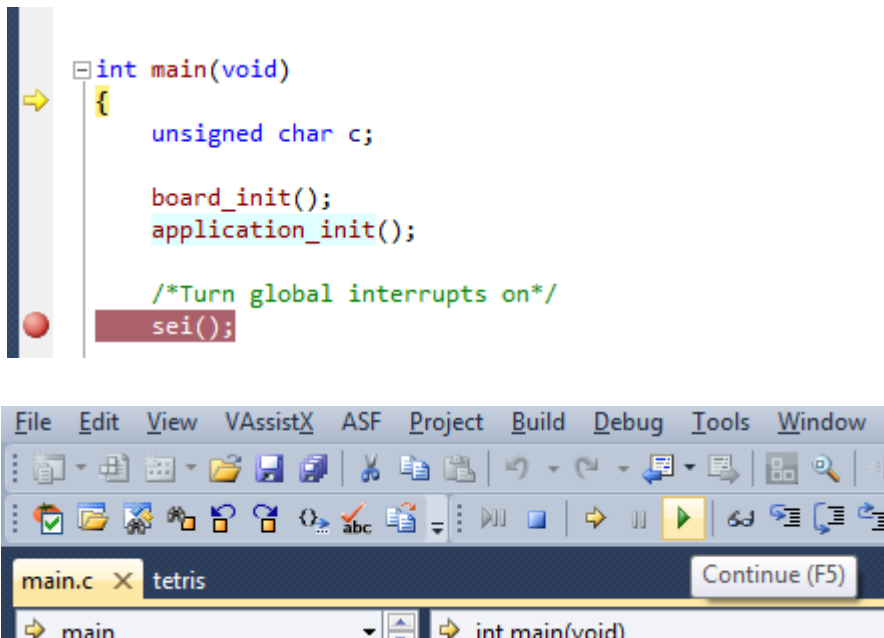 int main(void)
{
unsigned char c;
board_init();
application_init();
/*Turn global interrupts on*/
sei();
File Edit View VAssistX ASF Project Build Debug Tools Window
abc
main.c tetris
Continue (F5)
main int main(void)